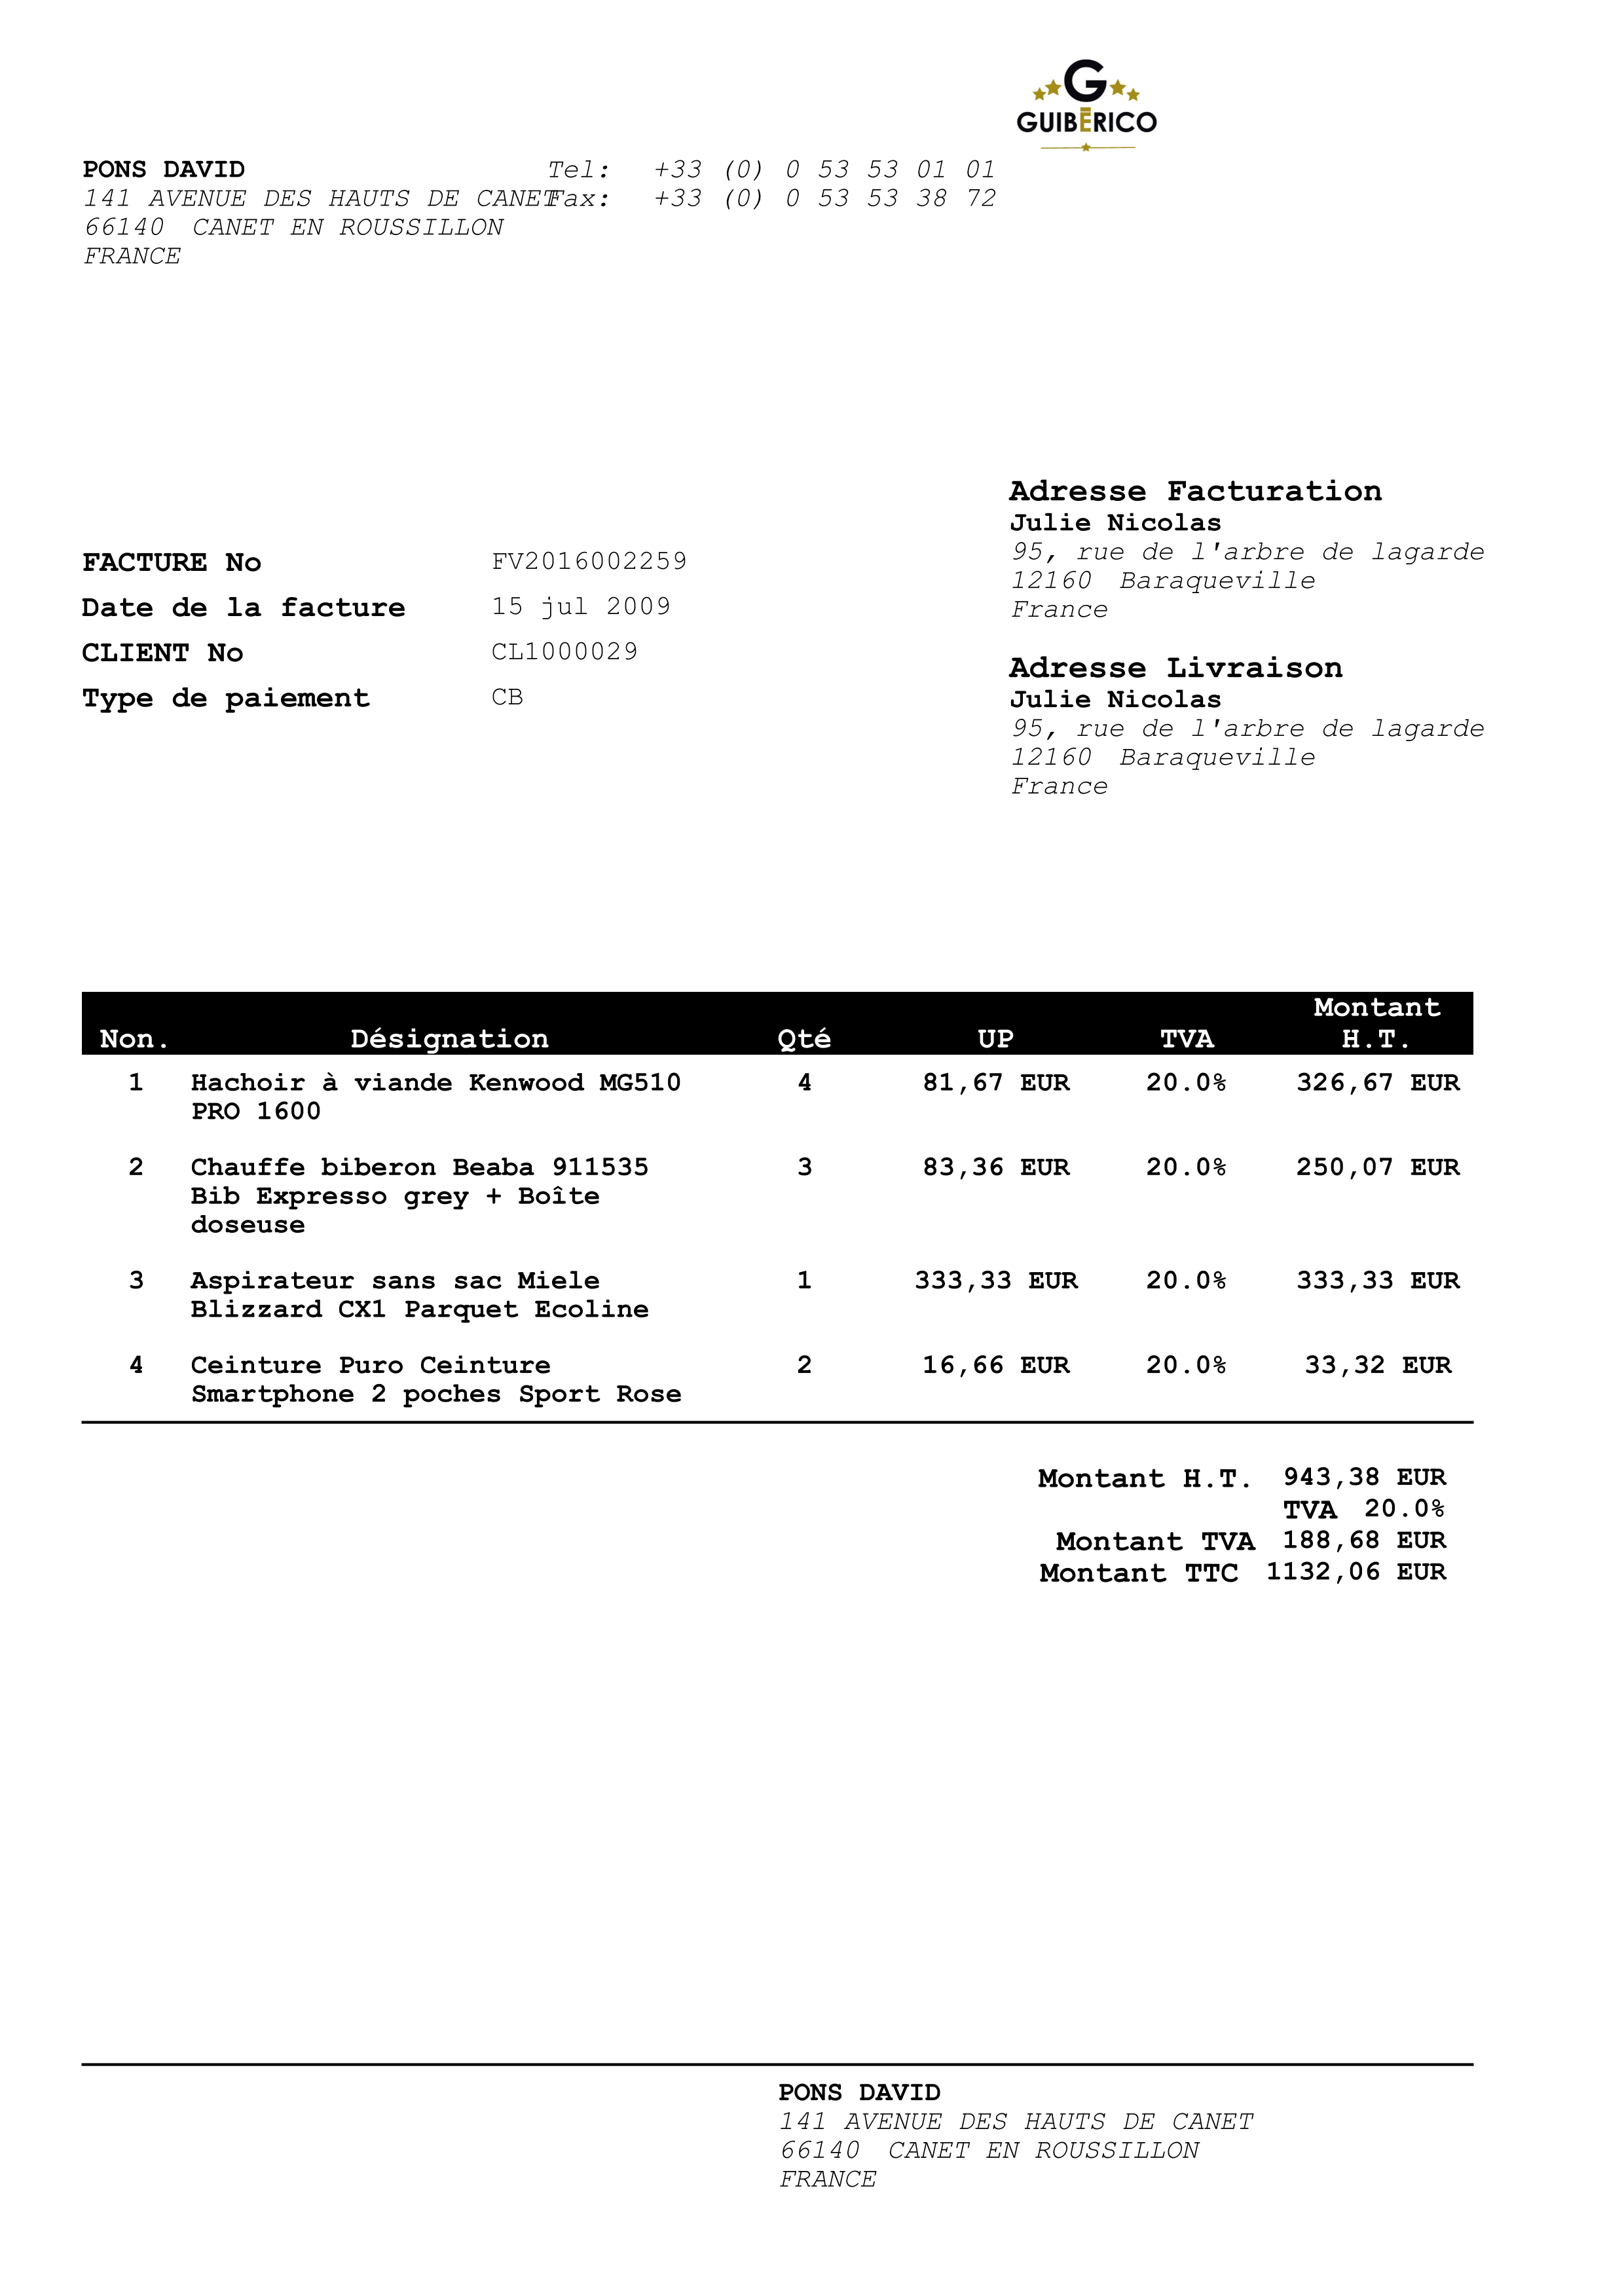 G
GUIBĒRICO
PONS DAVID
141 AVENUE DES HAUTS DE CANET
66140 CANET EN ROUSSILLON
FRANCE
Tel: +33 (0) 0 53 53 01 01
Fax: +33 (0) 0 53 53 38 72
FACTURE No FV2016002259
Date de la facture 15 jul 2009
CLIENT No CL1000029
Type de paiement CB
Adresse Facturation
Julie Nicolas
95, rue de l'arbre de lagarde
12160 Baraqueville
France
Adresse Livraison
Julie Nicolas
95, rue de l'arbre de lagarde
12160 Baraqueville
France
Non. Désignation Qté UP TVA Montant H.T.
1 Hachoir à viande Kenwood MG510 4 81,67 EUR 20.0% 326,67 EUR
PRO 1600
2 Chauffe biberon Beaba 911535 3 83,36 EUR 20.0% 250,07 EUR
Bib Expresso grey + Boîte
doseuse
3 Aspirateur sans sac Miele 1 333,33 EUR 20.0% 333,33 EUR
Blizzard CX1 Parquet Ecoline
4 Ceinture Puro Ceinture 2 16,66 EUR 20.0% 33,32 EUR
Smartphone 2 poches Sport Rose
Montant H.T. 943,38 EUR
TVA 20.0%
Montant TVA 188,68 EUR
Montant TTC 1132,06 EUR
PONS DAVID
141 AVENUE DES HAUTS DE CANET
66140 CANET EN ROUSSILLON
FRANCE